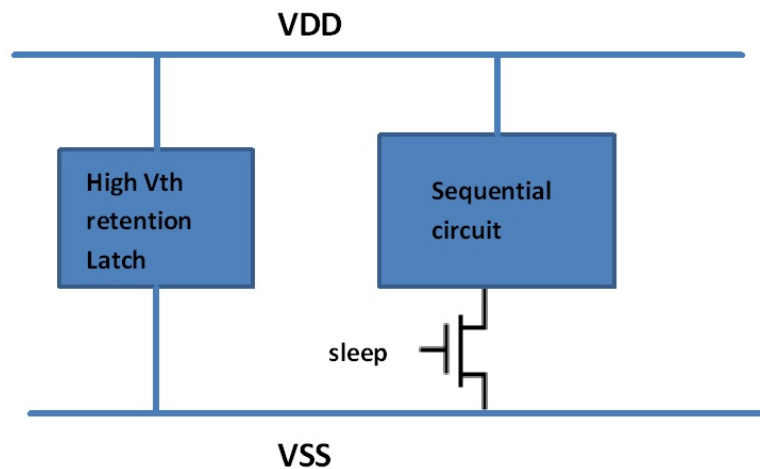 VDD
High Vth
retention
Latch
Sequential
circuit
sleep
VSS